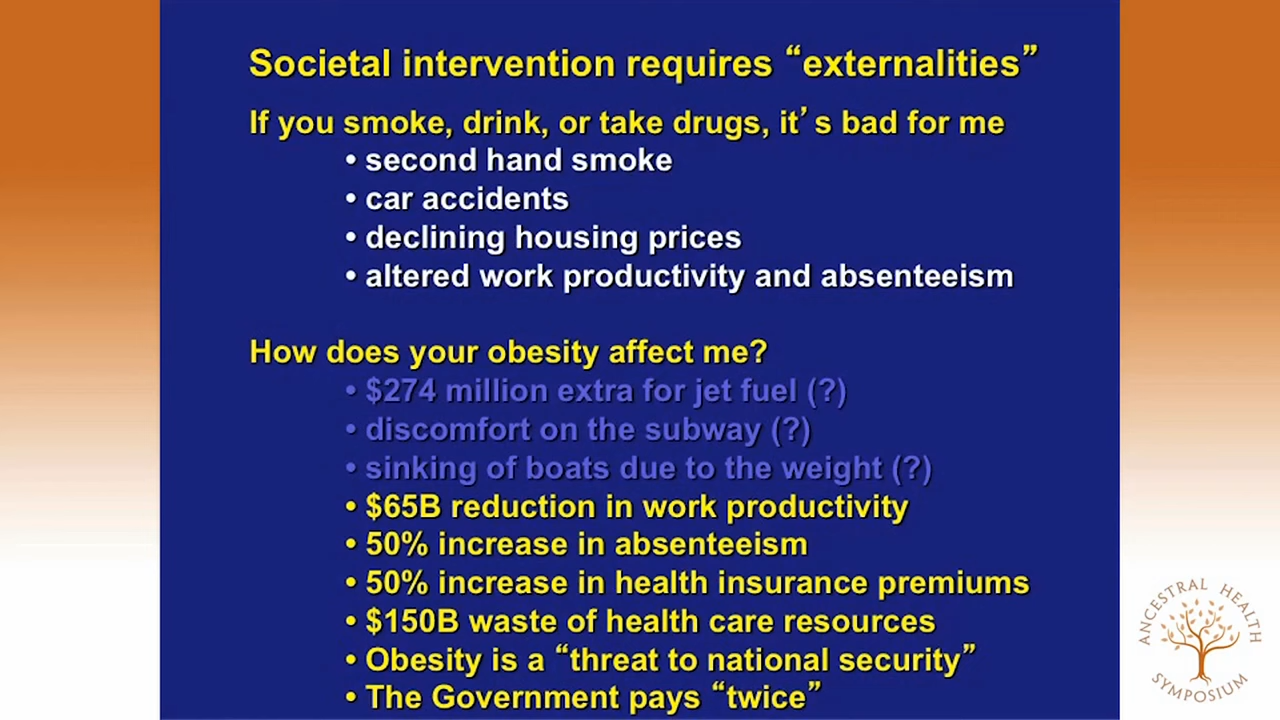 Societal intervention requires “externalities”
If you smoke, drink, or take drugs, it’s bad for me
• second hand smoke
• car accidents
• declining housing prices
• altered work productivity and absenteeism
How does your obesity affect me?
• $274 million extra for jet fuel (?)
• discomfort on the subway (?)
• sinking of boats due to the weight (?)
• $65B reduction in work productivity
• 50% increase in absenteeism
• 50% increase in health insurance premiums
• $150B waste of health care resources
• Obesity is a “threat to national security”
• The Government pays “twice”
ANCESTRAL HEALTH
SYMPOSIUM